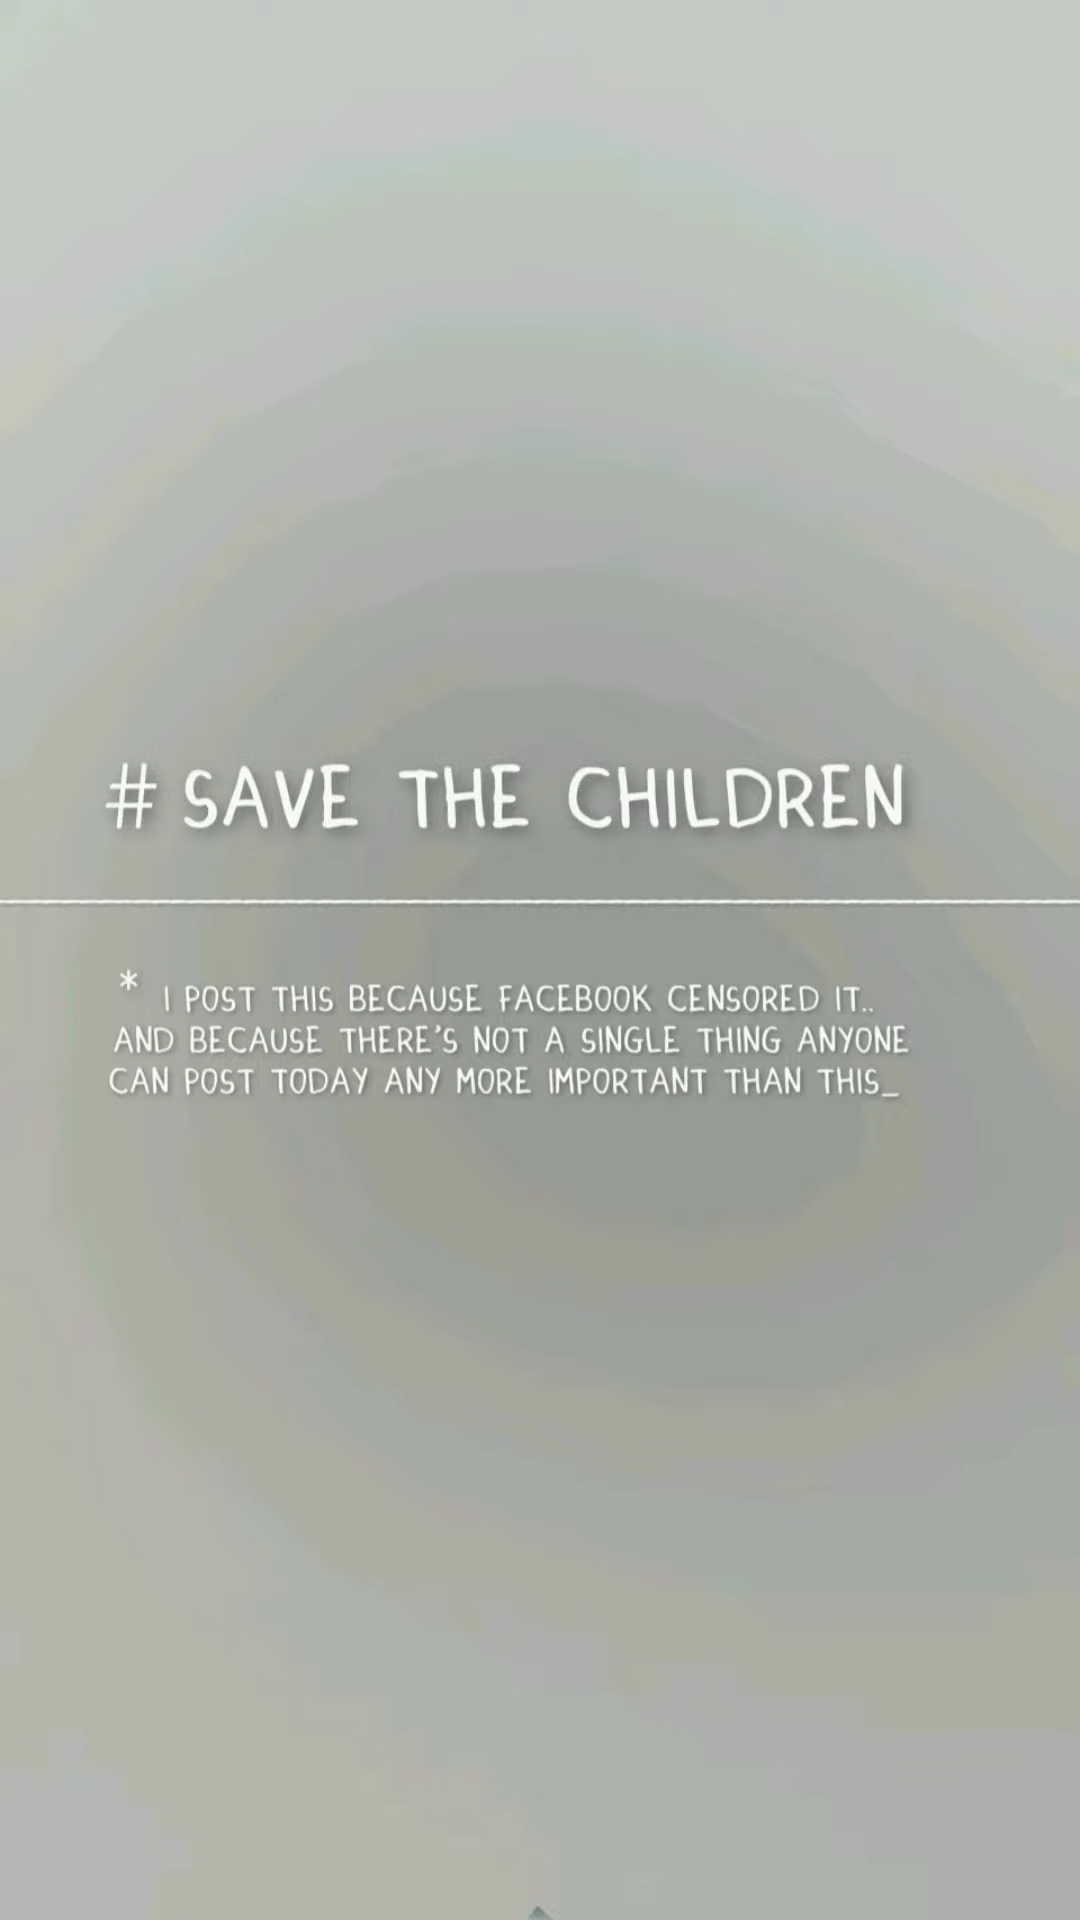 # SAVE THE CHILDREN
* I POST THIS BECAUSE FACEBOOK CENSORED IT..
AND BECAUSE THERE'S NOT A SINGLE THING ANYONE
CAN POST TODAY ANY MORE IMPORTANT THAN THIS_